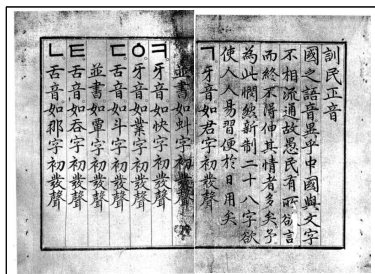 訓民正音
國之語音異乎中國與文字
不相流通故愚民有所欲言
而終不得伸其情者多矣予
為此憫然新制二十八字欲
使人人易習便於日用矣
ㄱ牙音如君字初發聲
並書如虯字初發聲
ㅋ牙音如快字初發聲
ㆁ牙音如業字初發聲
ㄷ舌音如斗字初發聲
並書如覃字初發聲
ㅌ舌音如呑字初發聲
ㄴ舌音如那字初發聲